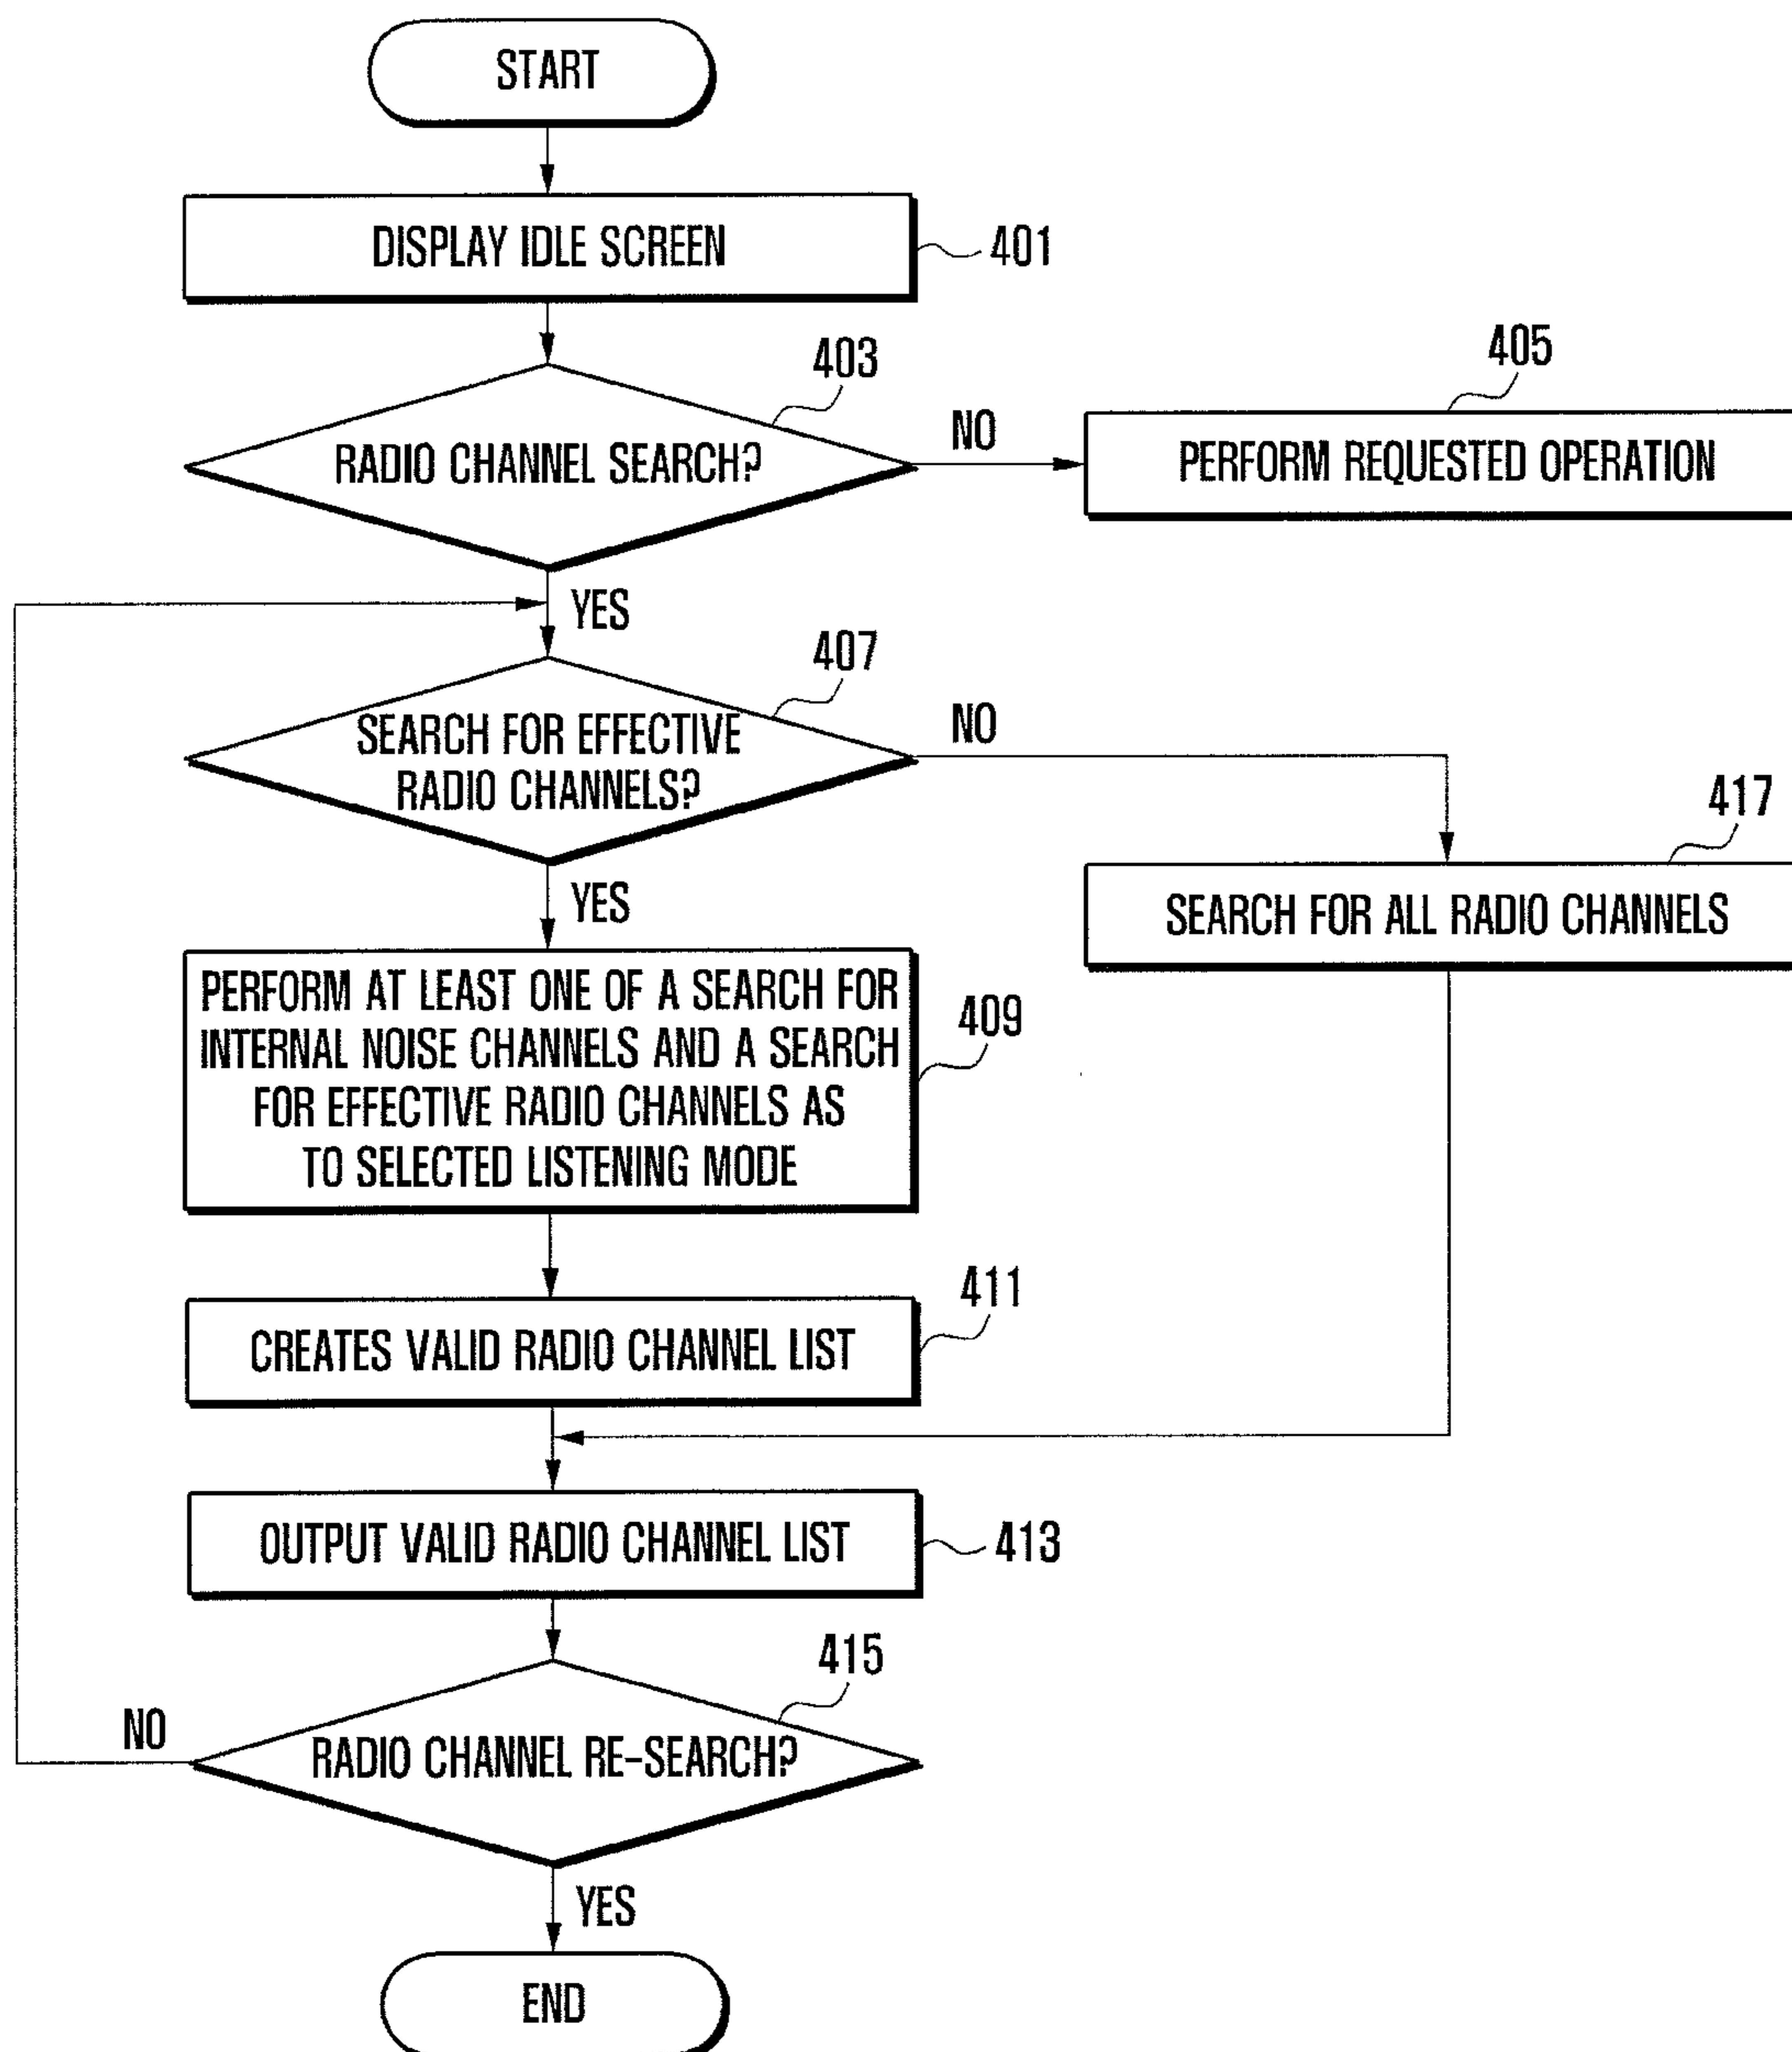 START
DISPLAY IDLE SCREEN
401
403
RADIO CHANNEL SEARCH?
NO
405
PERFORM REQUESTED OPERATION
YES
407
SEARCH FOR EFFECTIVE
RADIO CHANNELS?
NO
417
SEARCH FOR ALL RADIO CHANNELS
YES
PERFORM AT LEAST ONE OF A SEARCH FOR
INTERNAL NOISE CHANNELS AND A SEARCH
FOR EFFECTIVE RADIO CHANNELS AS
TO SELECTED LISTENING MODE
409
411
CREATES VALID RADIO CHANNEL LIST
OUTPUT VALID RADIO CHANNEL LIST
413
415
RADIO CHANNEL RE-SEARCH?
NO
YES
END